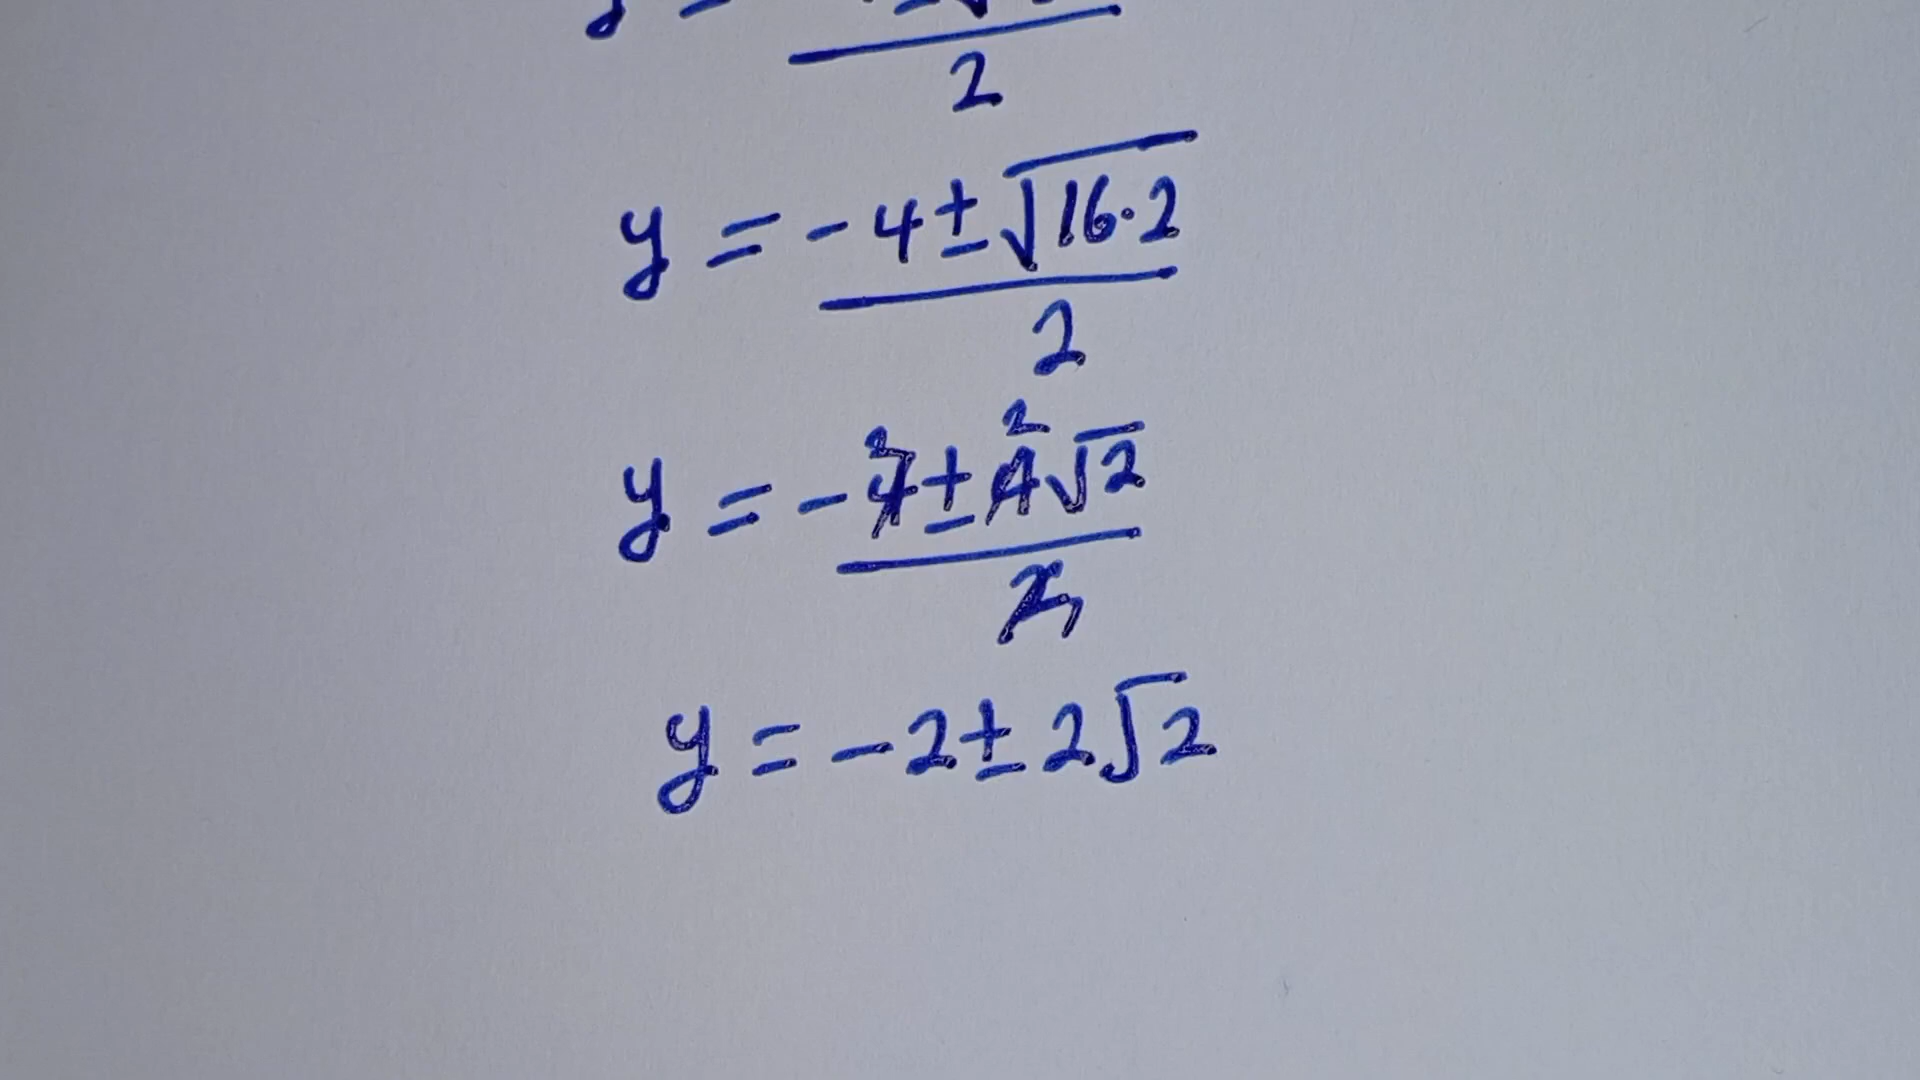 2
y = -4±√16·2
2
y = -4±4√2
2
y = -2±2√2